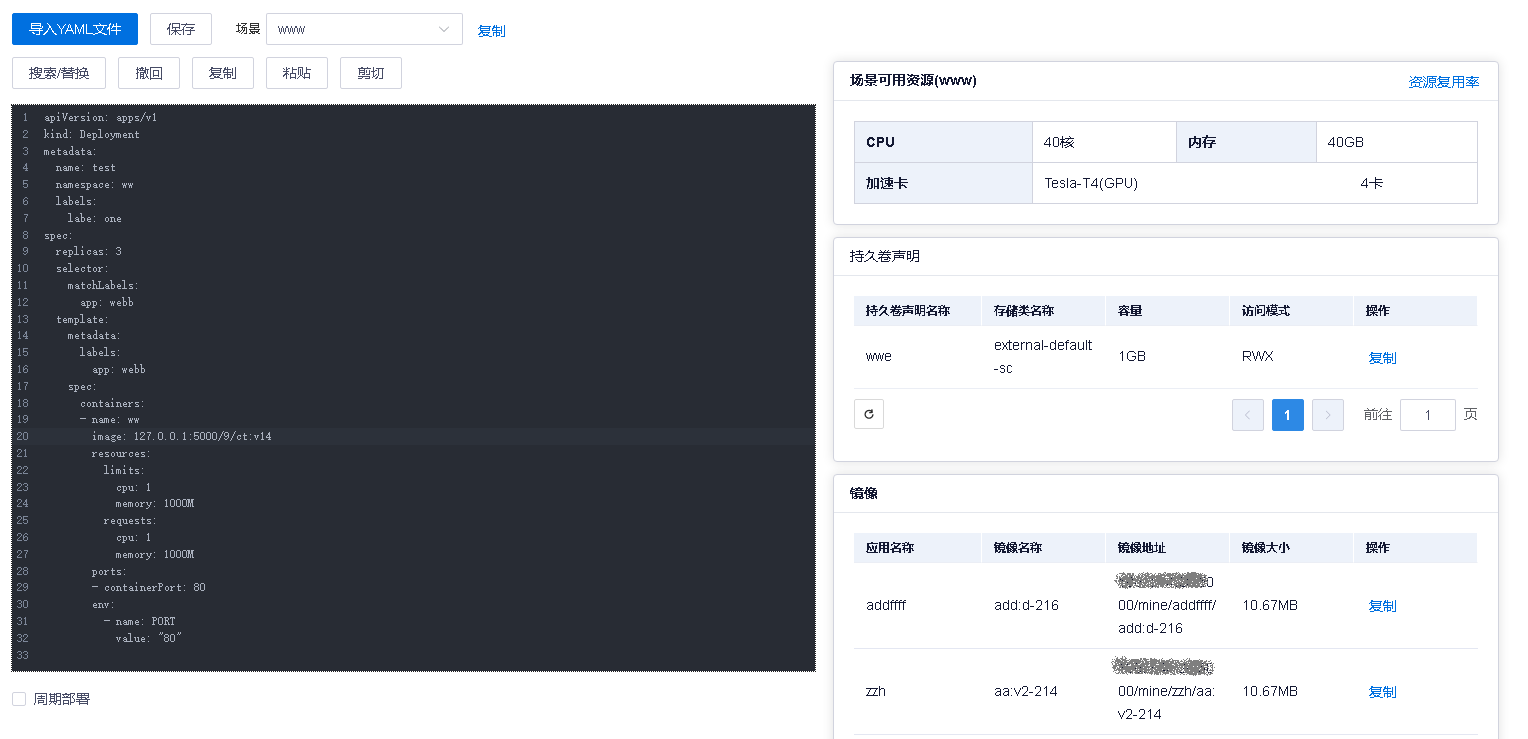 导入YAML文件 保存 场景 www 复制
搜索/替换 撤回 复制 粘贴 剪切
1 apiVersion: apps/v1
2 kind: Deployment
3 metadata:
4 name: test
5 namespace: ww
6 labels:
7 labe: one
8 spec:
9 replicas: 3
10 selector:
11 matchLabels:
12 app: webb
13 template:
14 metadata:
15 labels:
16 app: webb
17 spec:
18 containers:
19 - name: ww
20 image: 127.0.0.1:5000/9/ct:v14
21 resources:
22 limits:
23 cpu: 1
24 memory: 1000M
25 requests:
26 cpu: 1
27 memory: 1000M
28 ports:
29 - containerPort: 80
30 env:
31 - name: PORT
32 value: "80"
33
周期部署
场景可用资源(www) 资源复用率
CPU 40核 内存 40GB
加速卡 Tesla-T4(GPU) 4卡
持久卷声明
持久卷声明名称 存储类名称 容量 访问模式 操作
wwe external-default
-sc 1GB RWX 复制
1 前往 1 页
镜像
应用名称 镜像名称 镜像地址 镜像大小 操作
addffff add:d-216 00/mine/addffff/ 10.67MB 复制
add:d-216
zzh aa:v2-214 00/mine/zzh/aa: 10.67MB 复制
v2-214